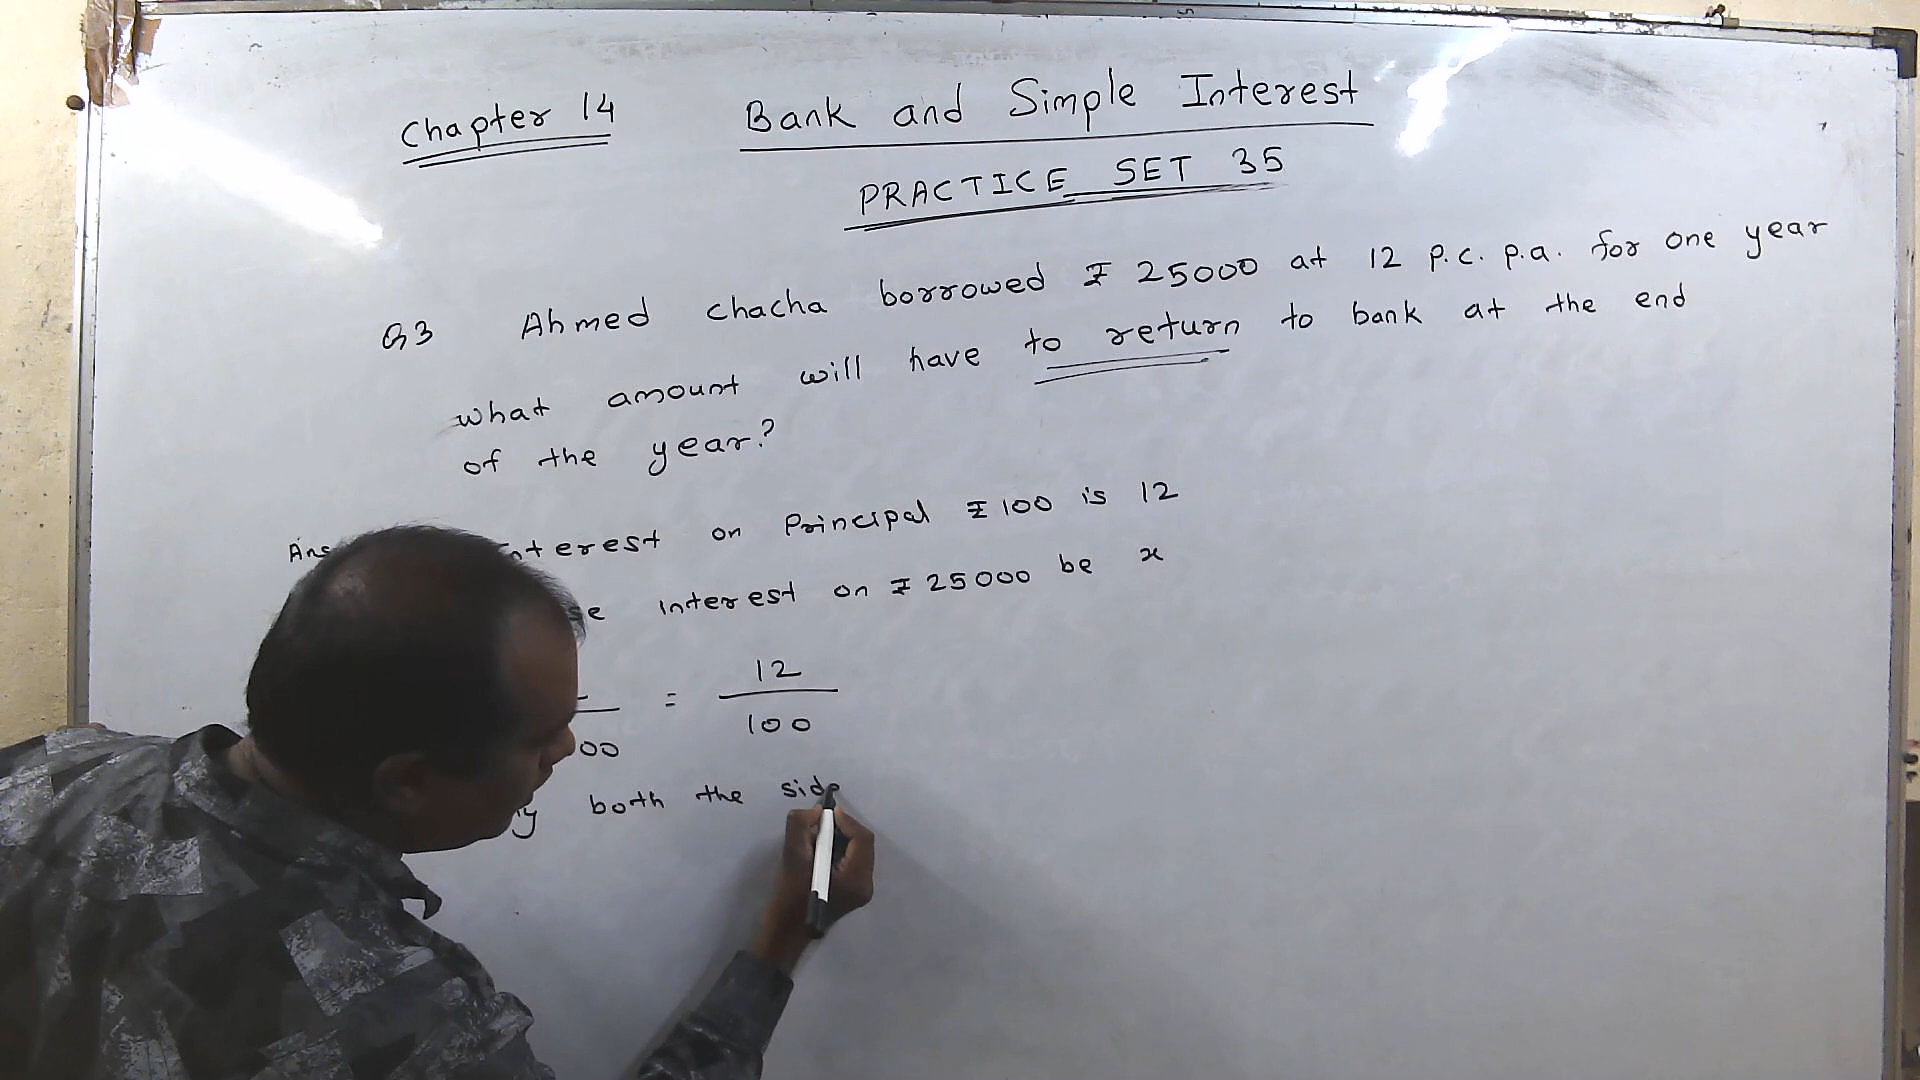 Chapter 14 Bank and Simple Interest
PRACTICE SET 35
Q3 Ahmed chacha borrowed ₹ 25000 at 12 p.c. p.a. for one year
what amount will have to return to bank at the end
of the year?
Ans on Principal ₹ 100 is 12
interest on ₹ 25000 be x
= 12
100
both the side